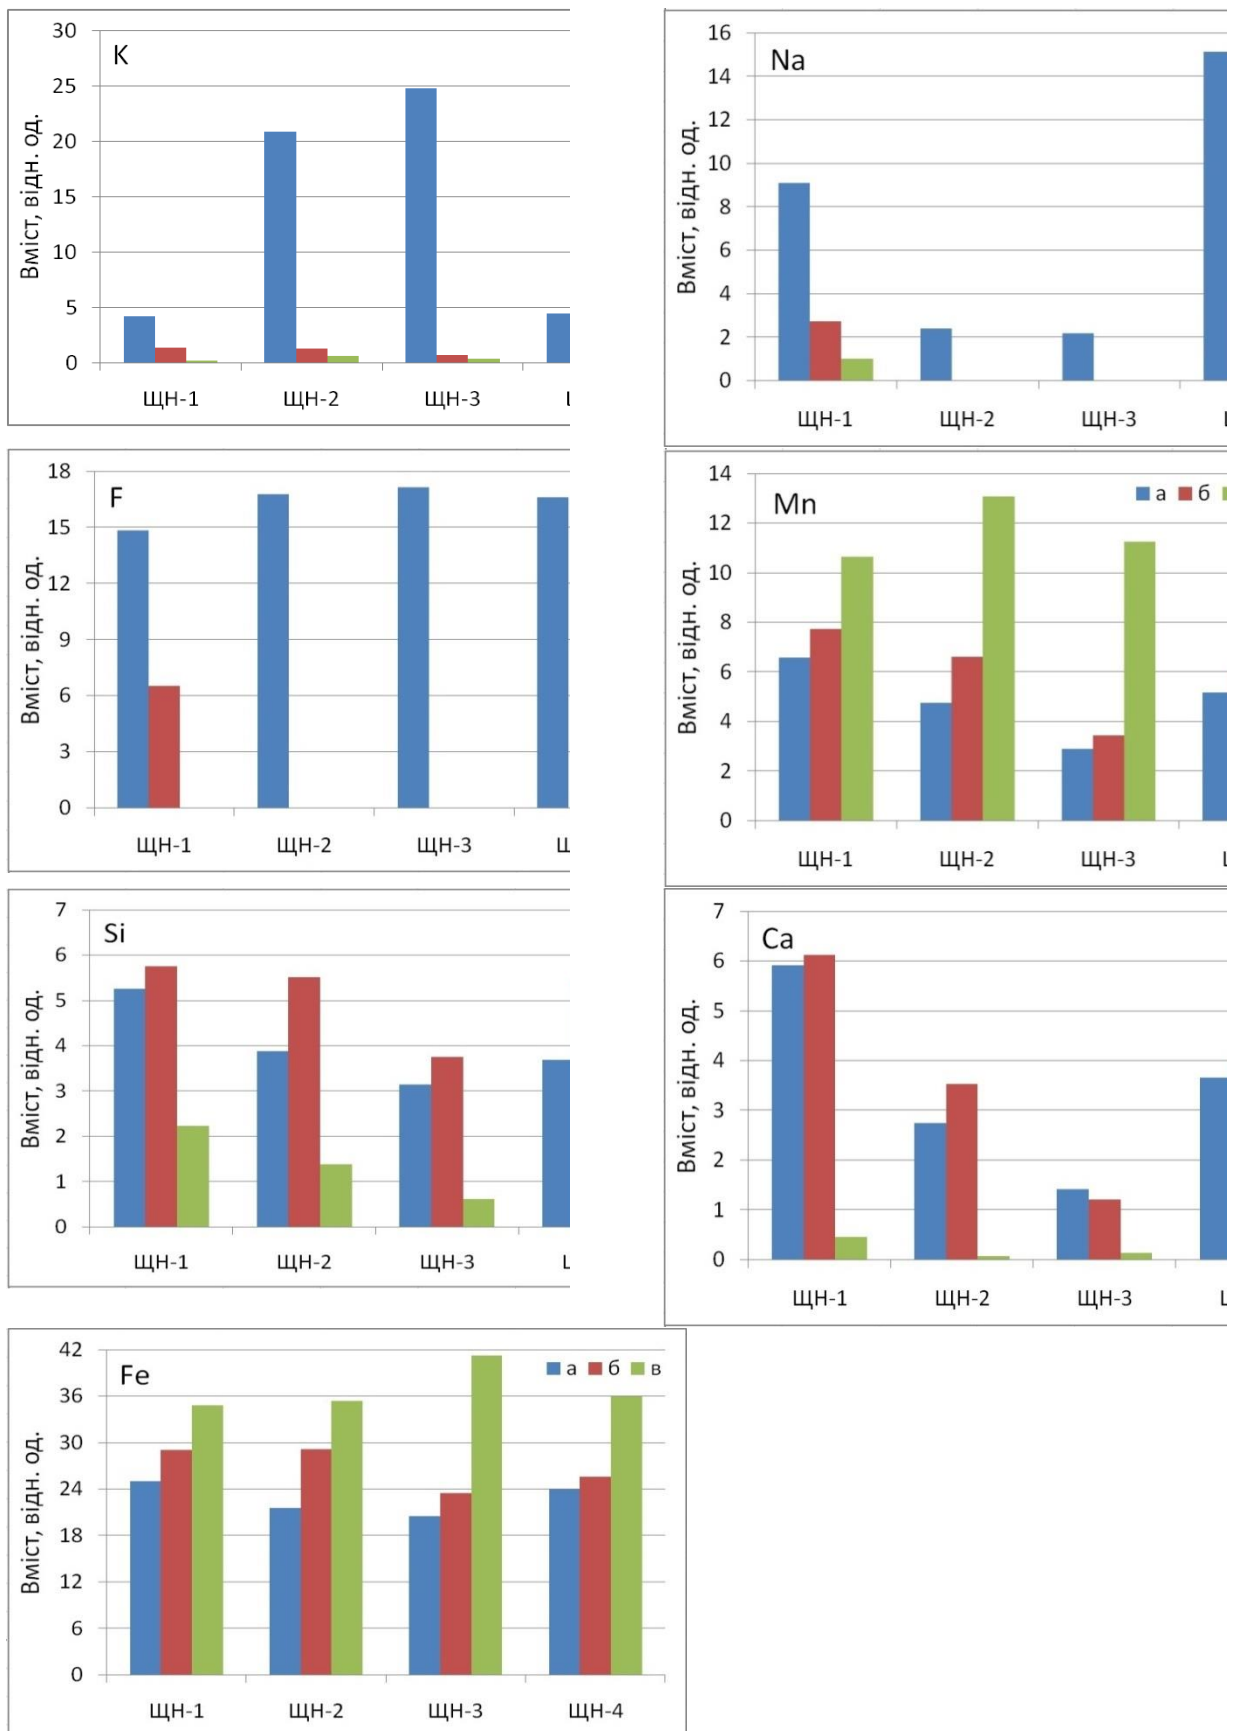 K
Вміст, відн. од.
30
25
20
15
10
5
0
ЩН-1 ЩН-2 ЩН-3
Na
Вміст, відн. од.
16
14
12
10
8
6
4
2
0
ЩН-1 ЩН-2 ЩН-3
F
Вміст, відн. од.
18
15
12
9
6
3
0
ЩН-1 ЩН-2 ЩН-3
Mn
а б
Вміст, відн. од.
14
12
10
8
6
4
2
0
ЩН-1 ЩН-2 ЩН-3
Si
Вміст, відн. од.
7
6
5
4
3
2
1
0
ЩН-1 ЩН-2 ЩН-3
Ca
Вміст, відн. од.
7
6
5
4
3
2
1
0
ЩН-1 ЩН-2 ЩН-3
Fe
а б в
Вміст, відн. од.
42
36
30
24
18
12
6
0
ЩН-1 ЩН-2 ЩН-3 ЩН-4